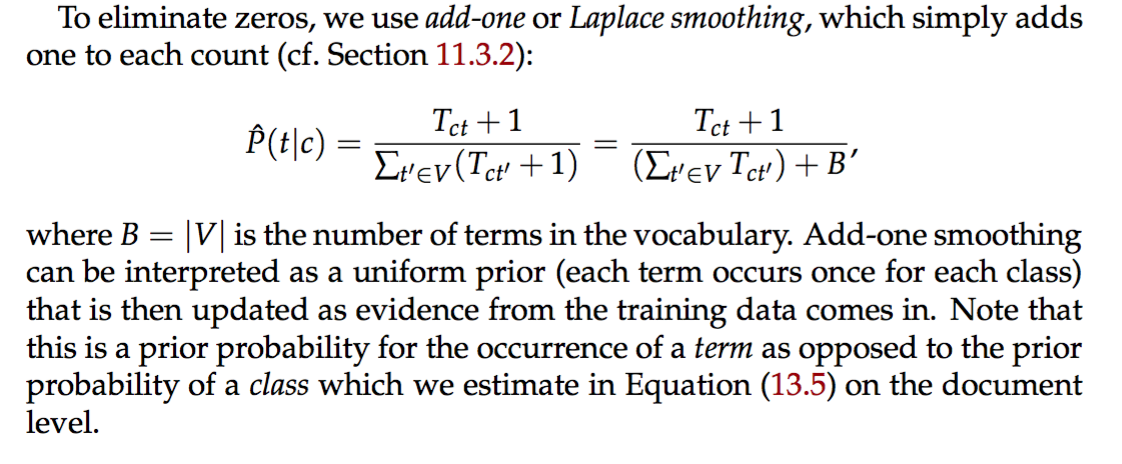 To eliminate zeros, we use add-one or Laplace smoothing, which simply adds
one to each count (cf. Section 11.3.2):
P̂(t|c) = (T_ct + 1) / (∑_{t′∈V}(T_ct′ + 1)) = (T_ct + 1) / ((∑_{t′∈V} T_ct′) + B),
where B = |V| is the number of terms in the vocabulary. Add-one smoothing
can be interpreted as a uniform prior (each term occurs once for each class)
that is then updated as evidence from the training data comes in. Note that
this is a prior probability for the occurrence of a term as opposed to the prior
probability of a class which we estimate in Equation (13.5) on the document
level.